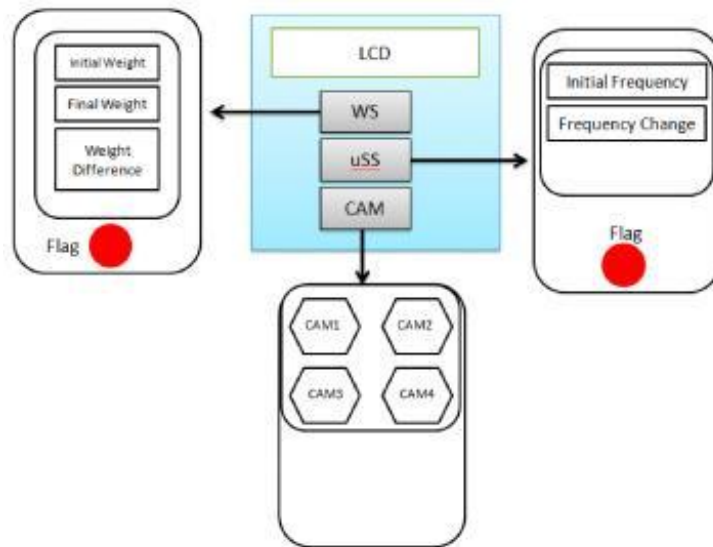 Initial Weight
Final Weight
Weight
Difference
Flag
LCD
WS
uSS
CAM
Initial Frequency
Frequency Change
Flag
CAM1
CAM2
CAM3
CAM4